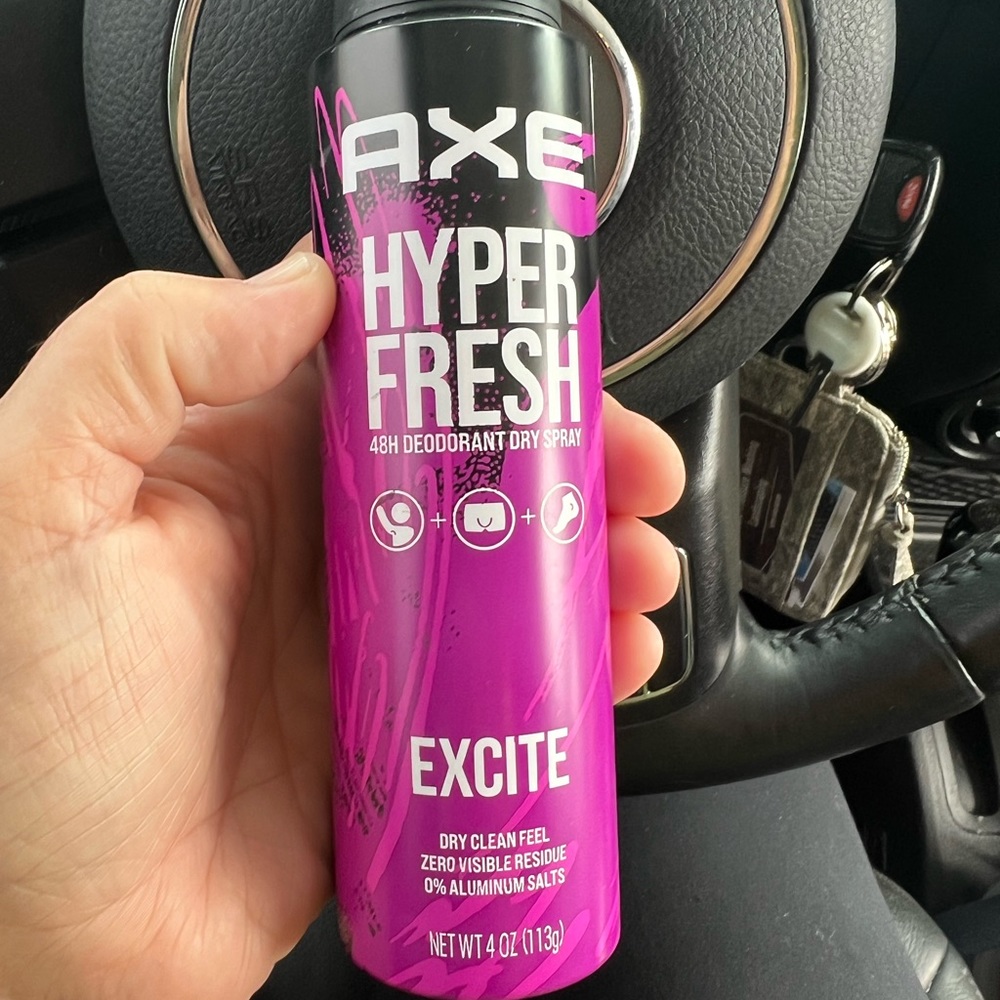 AXE
HYPER
FRESH
48H DEODORANT DRY SPRAY
EXCITE
DRY CLEAN FEEL
ZERO VISIBLE RESIDUE
0% ALUMINUM SALTS
NET WT 4 OZ (113g)